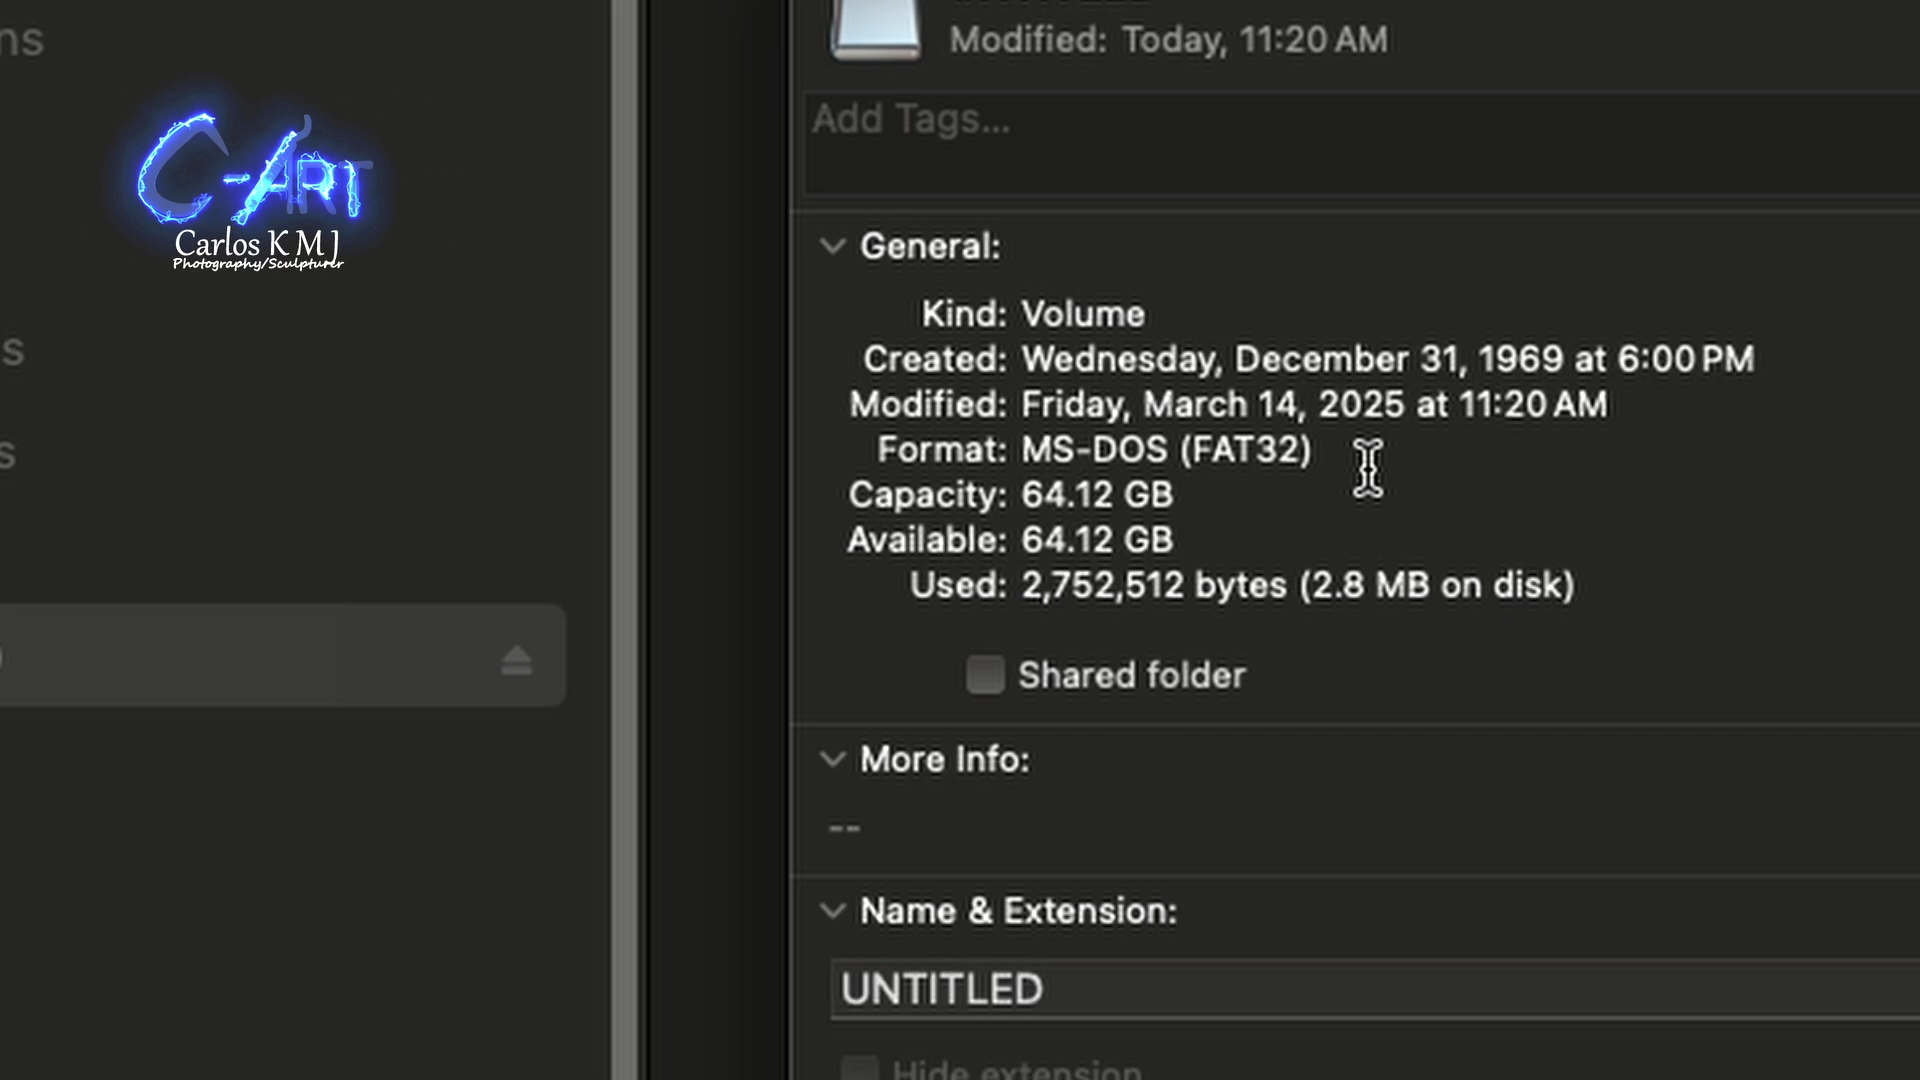 ns
Modified: Today, 11:20 AM
Add Tags...
C-ART
Carlos K M J
Photography/Sculpturer
General:
Kind: Volume
Created: Wednesday, December 31, 1969 at 6:00 PM
Modified: Friday, March 14, 2025 at 11:20 AM
s
Format: MS-DOS (FAT32)
s
Capacity: 64.12 GB
Available: 64.12 GB
Used: 2,752,512 bytes (2.8 MB on disk)
Shared folder
More Info:
--
Name & Extension:
UNTITLED
Hide extension